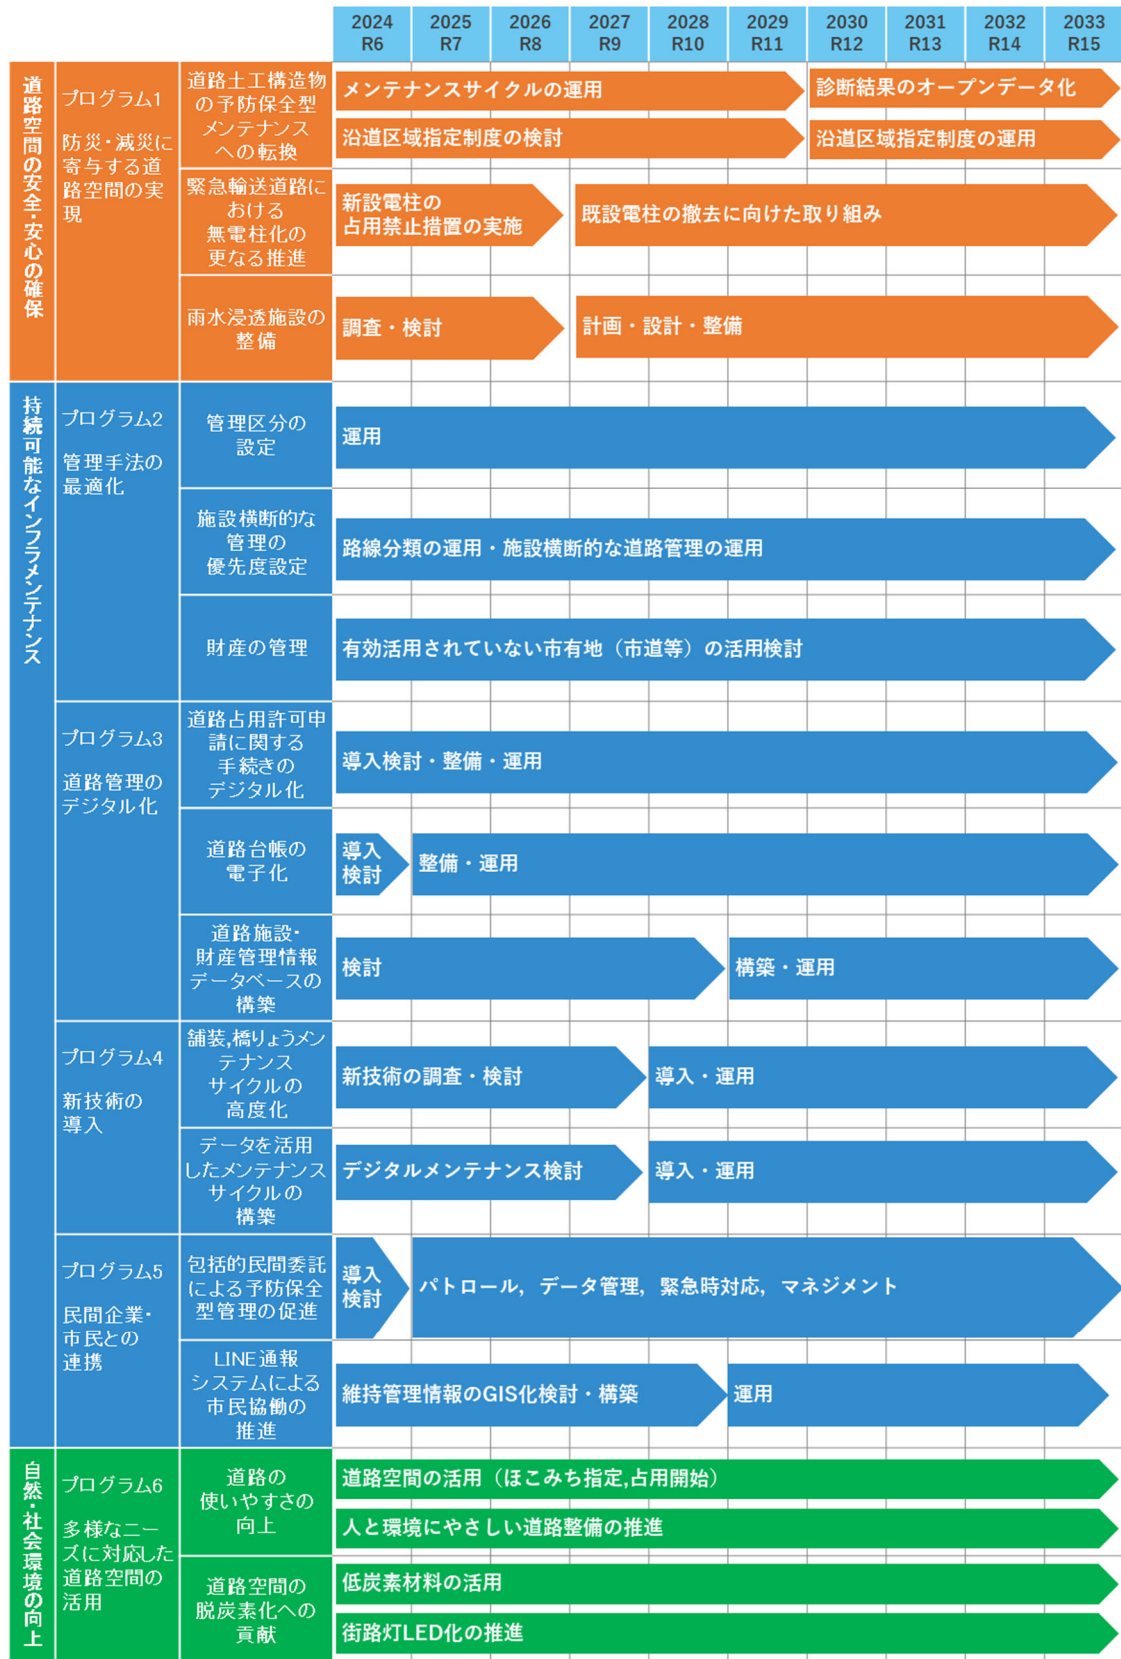 2024 2025 2026 2027 2028 2029 2030 2031 2032 2033
R6 R7 R8 R9 R10 R11 R12 R13 R14 R15
道路空間の安全・安心の確保
プログラム1
防災・減災に
寄与する道
路空間の実
現
道路土工構造物
の予防保全型
メンテナンス
への転換
メンテナンスサイクルの運用
診断結果のオープンデータ化
沿道区域指定制度の検討
沿道区域指定制度の運用
緊急輸送道路に
おける
無電柱化の
更なる推進
新設電柱の
占用禁止措置の実施
既設電柱の撤去に向けた取り組み
雨水浸透施設の
整備
調査・検討
計画・設計・整備
持続可能なインフラメンテナンス
プログラム2
管理手法の
最適化
管理区分の
設定
運用
施設横断的な
管理の
優先度設定
路線分類の運用・施設横断的な道路管理の運用
財産の管理
有効活用されていない市有地（市道等）の活用検討
プログラム3
道路管理の
デジタル化
道路占用許可申
請に関する
手続きの
デジタル化
導入検討・整備・運用
道路台帳の
電子化
導入
検討
整備・運用
道路施設・
財産管理情報
データベースの
構築
検討
構築・運用
プログラム4
新技術の
導入
舗装,橋りょうメン
テナンス
サイクルの
高度化
新技術の調査・検討
導入・運用
データを活用
したメンテナンス
サイクルの
構築
デジタルメンテナンス検討
導入・運用
プログラム5
民間企業・
市民との
連携
包括的民間委託
による予防保全
型管理の促進
導入
検討
パトロール，データ管理，緊急時対応，マネジメント
LINE通報
システムによる
市民協働の
推進
維持管理情報のGIS化検討・構築
運用
自然・社会環境の向上
プログラム6
多様なニー
ズに対応した
道路空間の
活用
道路の
使いやすさの
向上
道路空間の活用（ほこみち指定,占用開始）
人と環境にやさしい道路整備の推進
道路空間の
脱炭素化への
貢献
低炭素材料の活用
街路灯LED化の推進